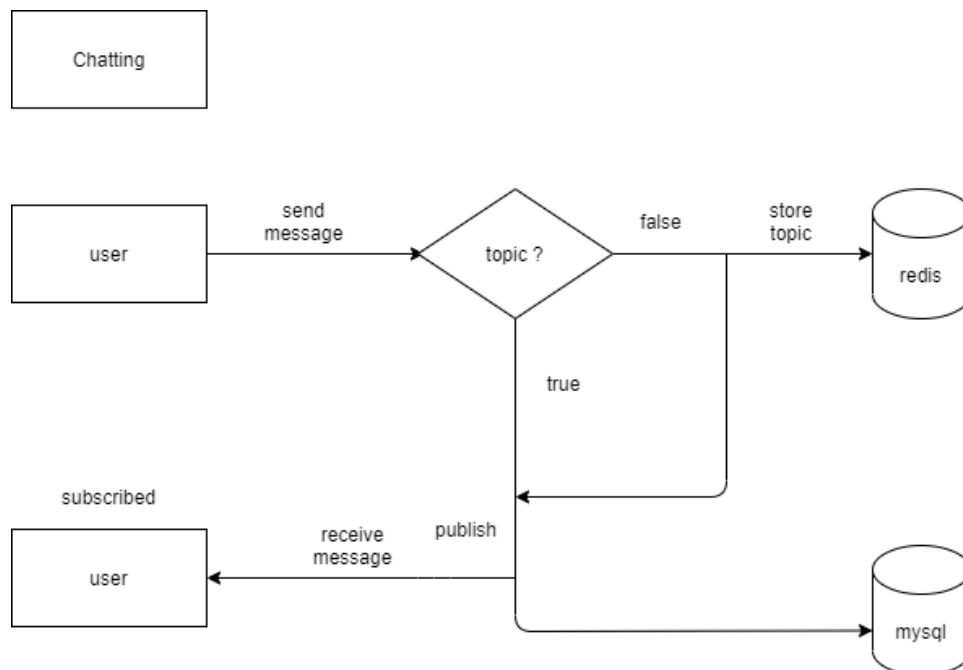 Chatting
send
message
false
store
topic
user
topic ?
redis
true
subscribed
receive
message
publish
user
mysql